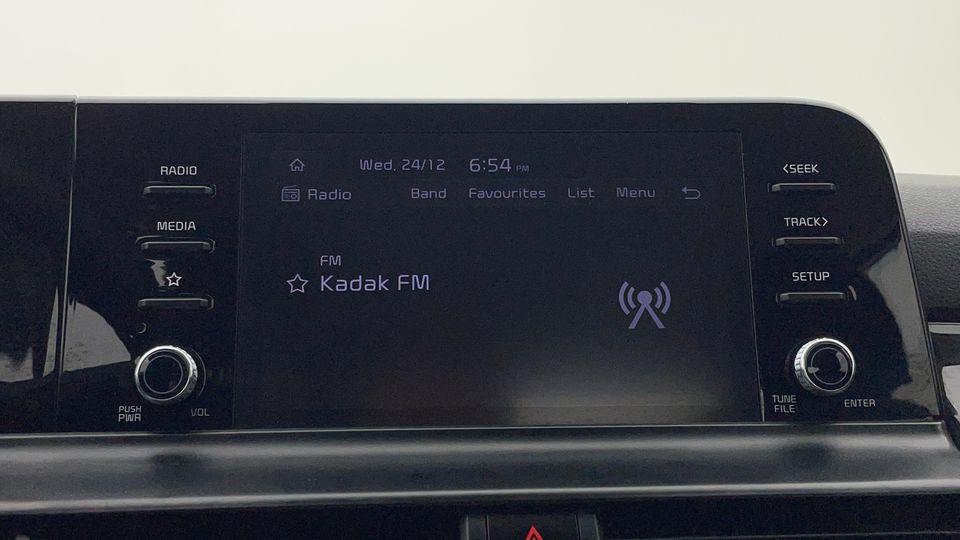 RADIO
MEDIA
PUSH
PWR
VOL
Wed, 24/12 6:54 PM
Radio Band Favourites List Menu
FM
Kadak FM
<SEEK
TRACK>
SETUP
TUNE
FILE
ENTER